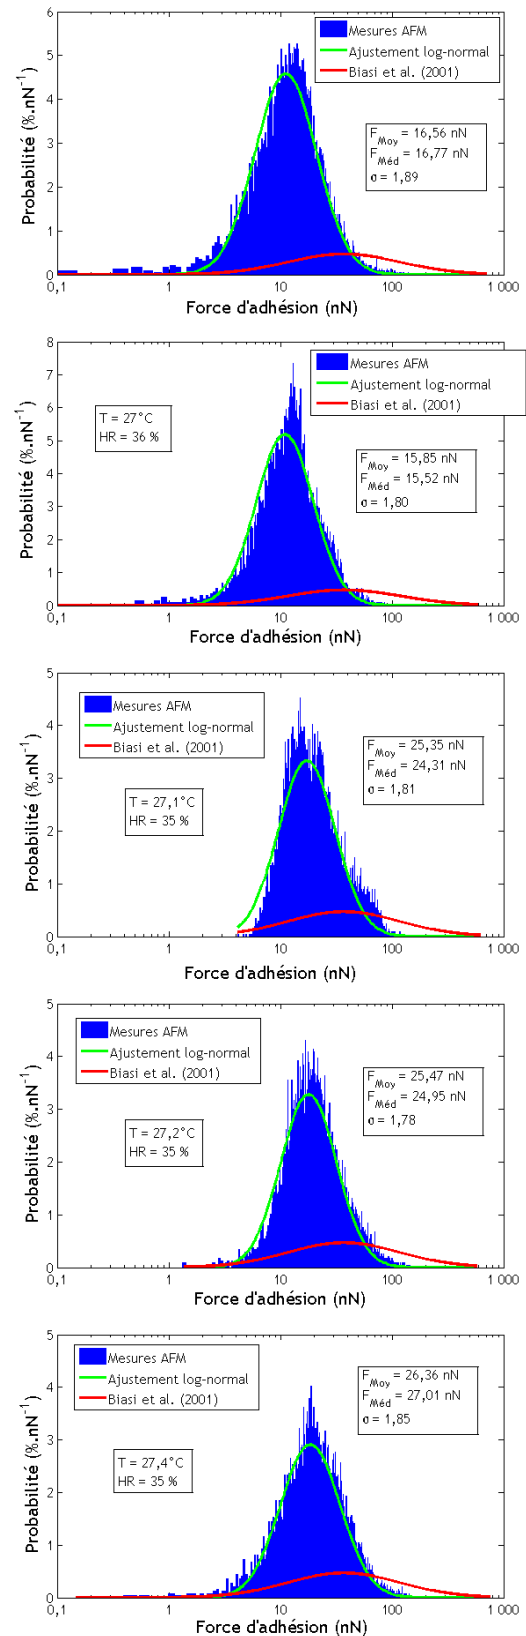 Mesures AFM
Ajustement log-normal
Biasi et al. (2001)
F_Moy = 16,56 nN
F_Méd = 16,77 nN
σ = 1,89
Probabilité (%.nN⁻¹)
6
5
4
3
2
1
0
0,1 1 10 100 1 000
Force d'adhésion (nN)
Mesures AFM
Ajustement log-normal
Biasi et al. (2001)
T = 27°C
HR = 36 %
F_Moy = 15,85 nN
F_Méd = 15,52 nN
σ = 1,80
Probabilité (%.nN⁻¹)
8
7
6
5
4
3
2
1
0
0,1 1 10 100 1 000
Force d'adhésion (nN)
Mesures AFM
Ajustement log-normal
Biasi et al. (2001)
F_Moy = 25,35 nN
F_Méd = 24,31 nN
σ = 1,81
T = 27,1°C
HR = 35 %
Probabilité (%.nN⁻¹)
5
4
3
2
1
0
0,1 1 10 100 1 000
Force d'adhésion (nN)
Mesures AFM
Ajustement log-normal
Biasi et al. (2001)
F_Moy = 25,47 nN
F_Méd = 24,95 nN
σ = 1,78
T = 27,2°C
HR = 35 %
Probabilité (%.nN⁻¹)
5
4
3
2
1
0
0,1 1 10 100 1 000
Force d'adhésion (nN)
Mesures AFM
Ajustement log-normal
Biasi et al. (2001)
F_Moy = 26,36 nN
F_Méd = 27,01 nN
σ = 1,85
T = 27,4°C
HR = 35 %
Probabilité (%.nN⁻¹)
5
4
3
2
1
0
0,1 1 10 100 1 000
Force d'adhésion (nN)